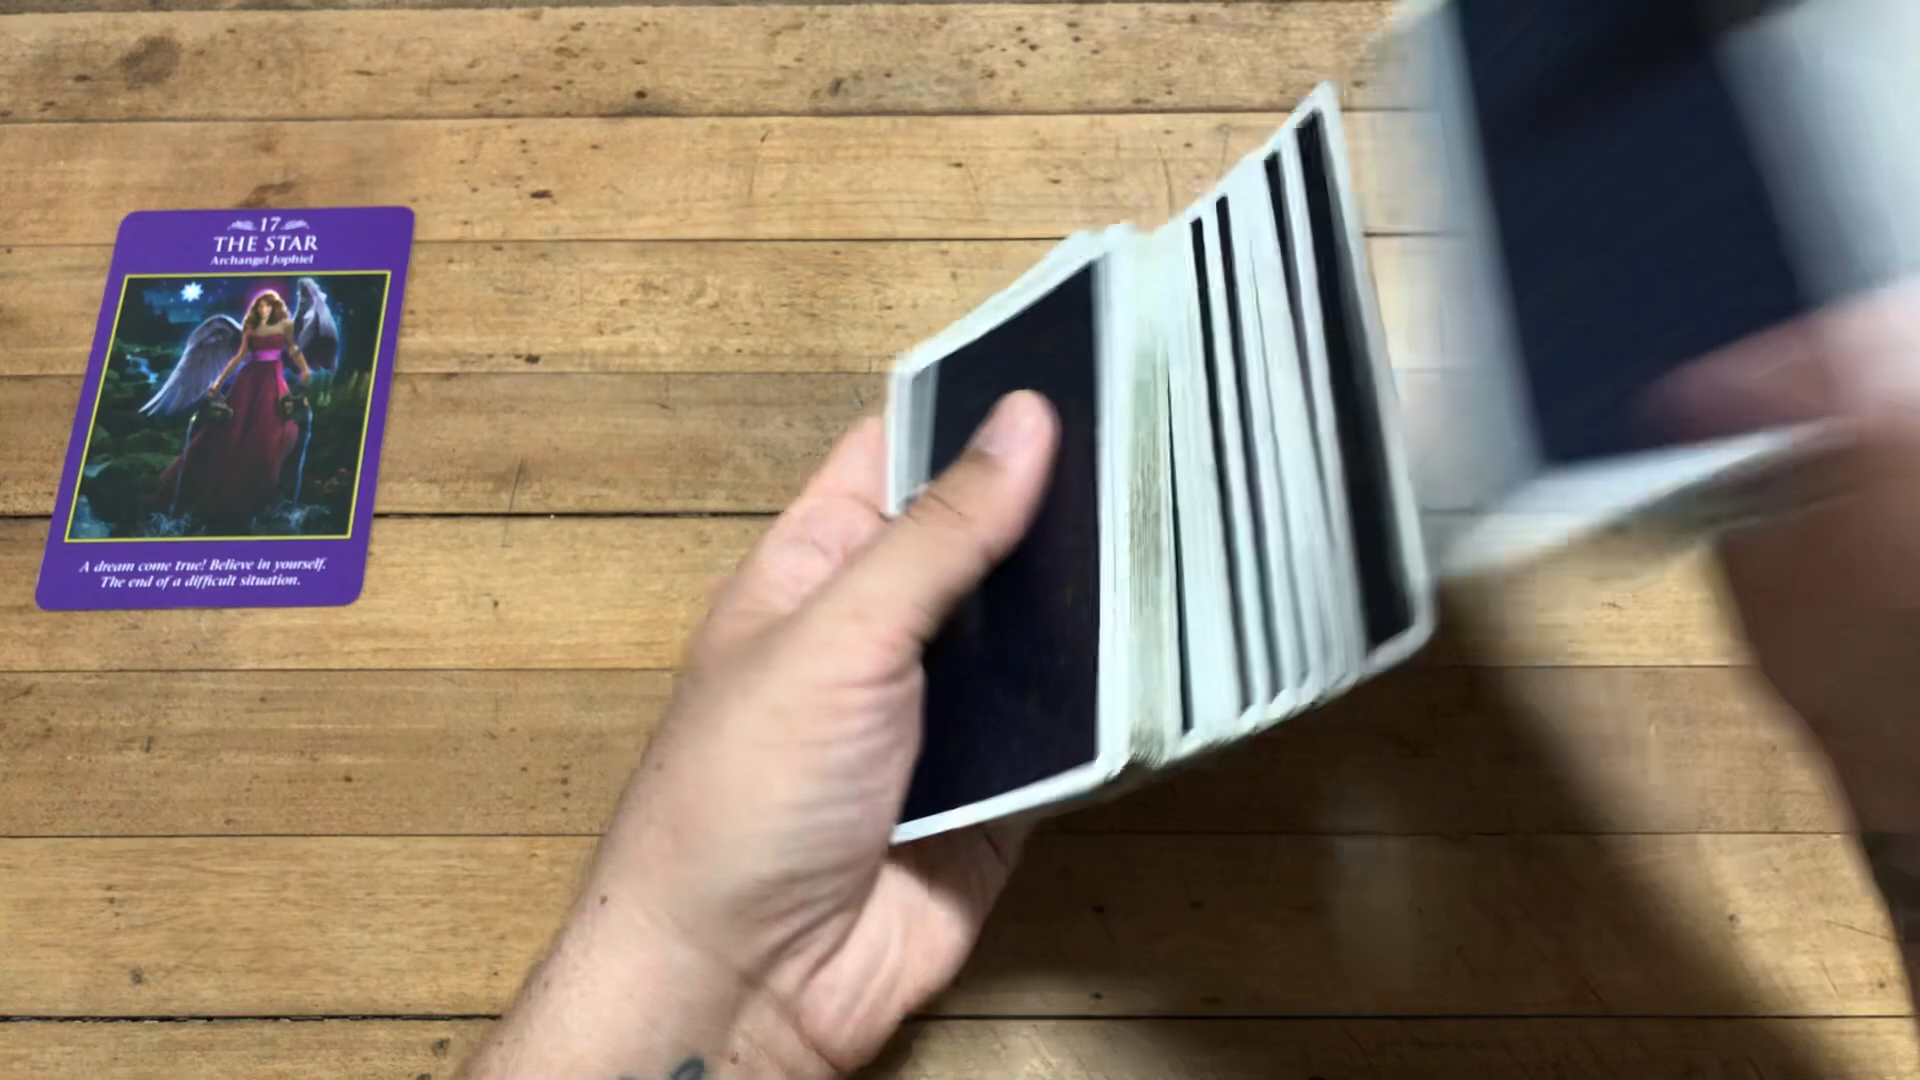 17
THE STAR
Archangel Jophiel
A dream come true! Believe in yourself.
The end of a difficult situation.